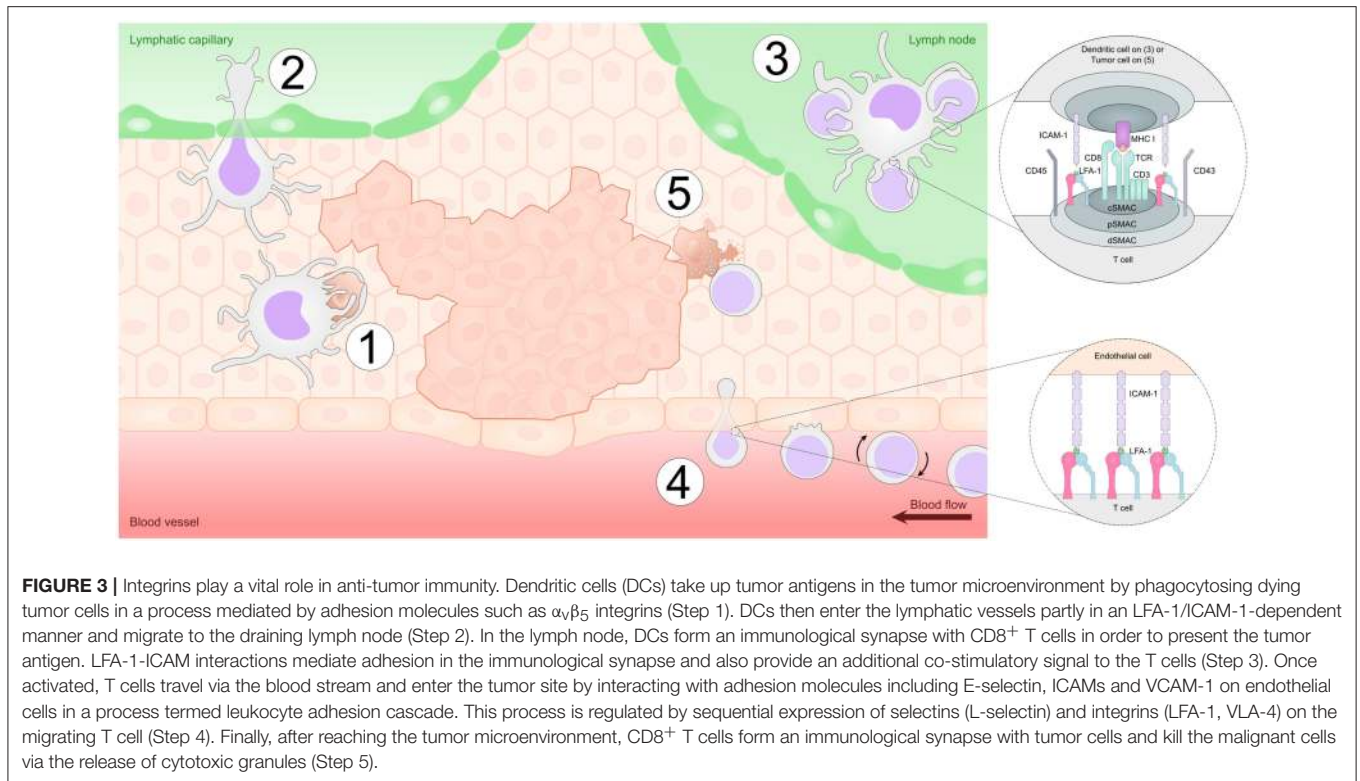 Lymphatic capillary
2
3
Lymph node
5
1
4
Blood flow
Blood vessel
Dendritic cell on (3) or
Tumor cell on (5)
ICAM-1
MHC I
CD8
TCR
CD45
LFA-1
CD3
CD43
cSMAC
pSMAC
dSMAC
T cell
Endothelial cell
ICAM-1
LFA-1
T cell
FIGURE 3 | Integrins play a vital role in anti-tumor immunity. Dendritic cells (DCs) take up tumor antigens in the tumor microenvironment by phagocytosing dying
tumor cells in a process mediated by adhesion molecules such as αvβ5 integrins (Step 1). DCs then enter the lymphatic vessels partly in an LFA-1/ICAM-1-dependent
manner and migrate to the draining lymph node (Step 2). In the lymph node, DCs form an immunological synapse with CD8+ T cells in order to present the tumor
antigen. LFA-1-ICAM interactions mediate adhesion in the immunological synapse and also provide an additional co-stimulatory signal to the T cells (Step 3). Once
activated, T cells travel via the blood stream and enter the tumor site by interacting with adhesion molecules including E-selectin, ICAMs and VCAM-1 on endothelial
cells in a process termed leukocyte adhesion cascade. This process is regulated by sequential expression of selectins (L-selectin) and integrins (LFA-1, VLA-4) on the
migrating T cell (Step 4). Finally, after reaching the tumor microenvironment, CD8+ T cells form an immunological synapse with tumor cells and kill the malignant cells
via the release of cytotoxic granules (Step 5).